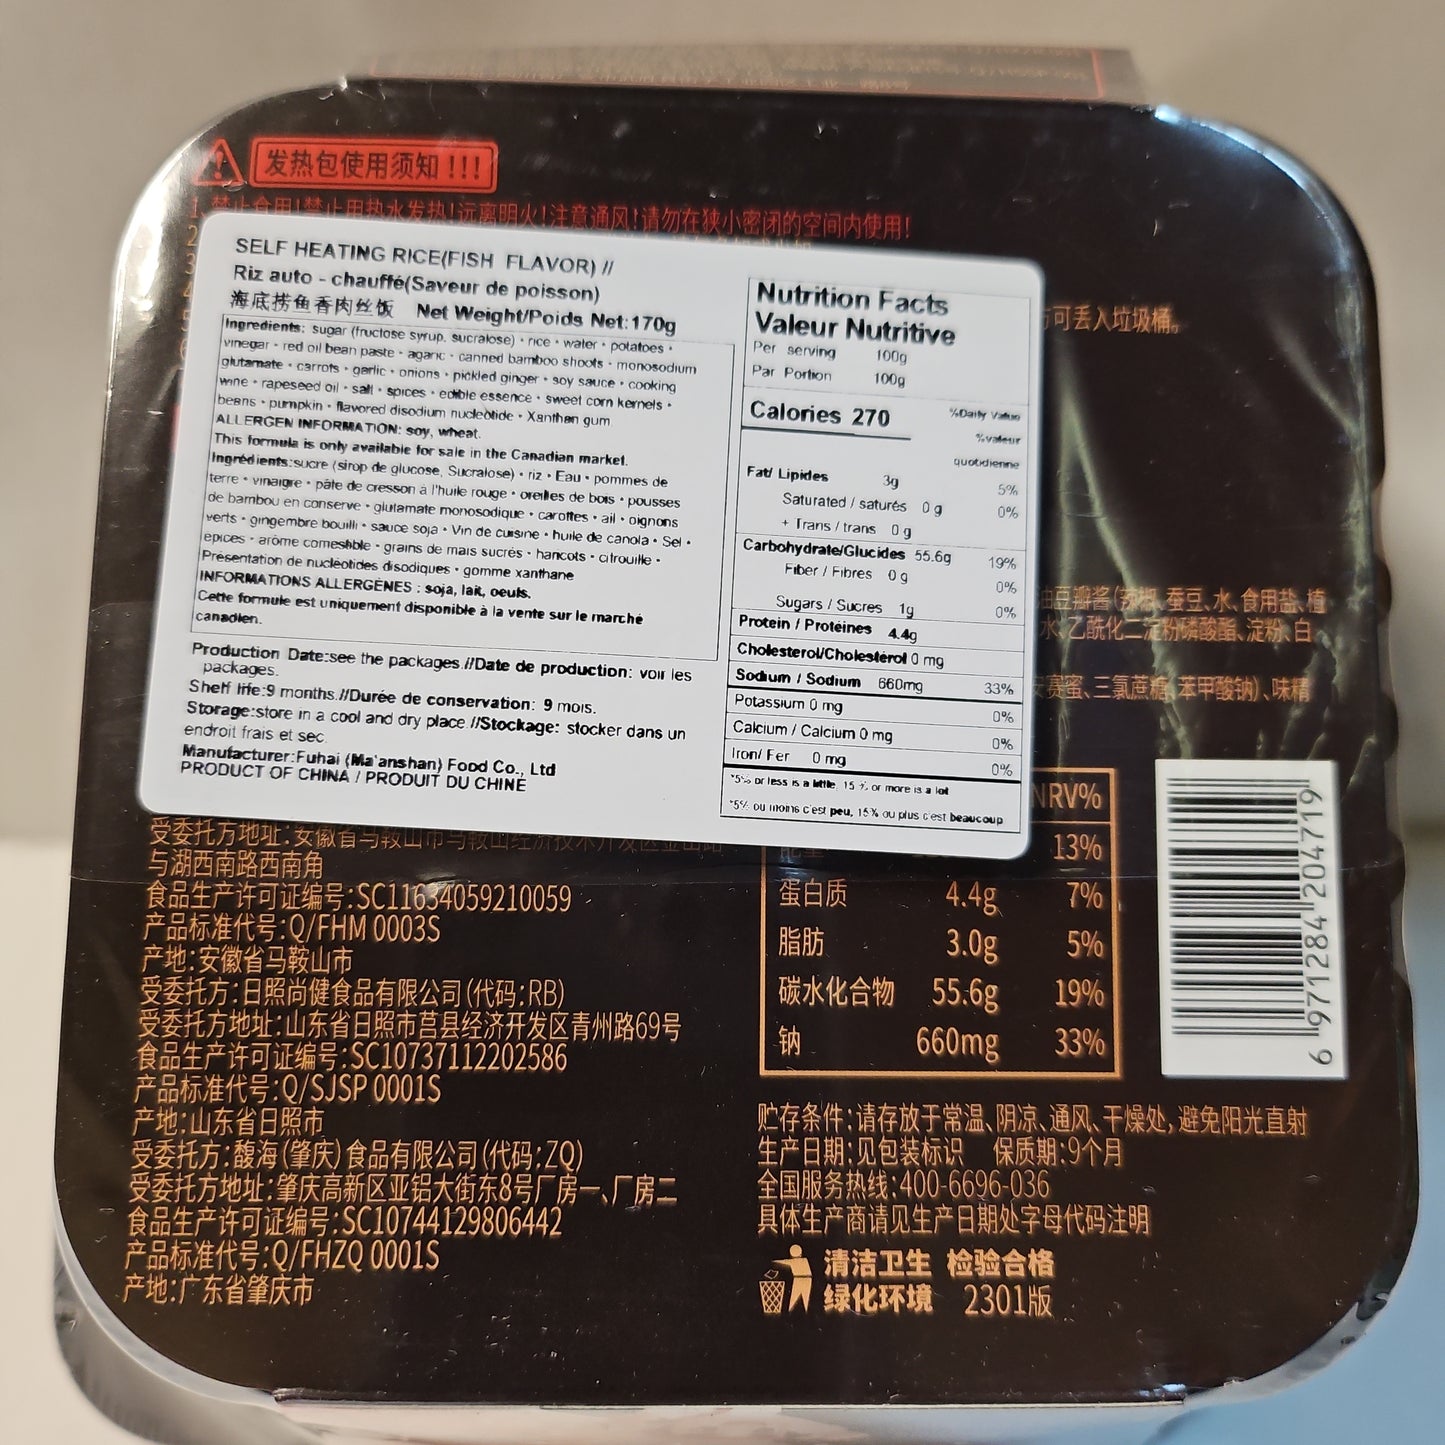 发热包使用须知!!!
1、禁止食用!禁止用热水发热!远离明火!注意通风!请勿在狭小密闭的空间内使用!
2
3
可丢入垃圾桶。
SELF HEATING RICE(FISH FLAVOR) //
Riz auto - chauffé(Saveur de poisson)
海底捞鱼香肉丝饭 Net Weight/Poids Net:170g
Ingredients: sugar (fructose syrup, sucralose) • rice • water • potatoes •
vinegar • red oil bean paste • agaric • canned bamboo shoots • monosodium
glutamate • carrots • garlic • onions • pickled ginger • soy sauce • cooking
wine • rapeseed oil • salt • spices • edible essence • sweet corn kernels •
beans • pumpkin • flavored disodium nucleotide • Xanthan gum.
ALLERGEN INFORMATION: soy, wheat.
This formula is only available for sale in the Canadian market.
Ingrédients:sucre (sirop de glucose, Sucralose) • riz • Eau • pommes de
terre • vinaigre • pâte de cresson à l'huile rouge • oreilles de bois • pousses
de bambou en conserve • glutamate monosodique • carottes • ail • oignons
verts • gingembre bouilli • sauce soja • Vin de cuisine • huile de canola • Sel •
épices • arôme comestible • grains de maïs sucrés • haricots • citrouille •
Présentation de nucléotides disodiques • gomme xanthane
INFORMATIONS ALLERGÈNES : soja, lait, oeufs.
Cette formule est uniquement disponible à la vente sur le marché
canadien.
Production Date:see the packages.//Date de production: voir les
packages.
Shelf life:9 months.//Durée de conservation: 9 mois.
Storage:store in a cool and dry place //Stockage: stocker dans un
endroit frais et sec.
Manufacturer:Fuhai (Ma'anshan) Food Co., Ltd
PRODUCT OF CHINA / PRODUIT DU CHINE
Nutrition Facts
Valeur Nutritive
Per serving 100g
Par Portion 100g
Calories 270 %Daily Value
%valeur
quotidienne
Fat/ Lipides 3g 5%
Saturated / saturés 0 g 0%
+ Trans / trans 0 g
Carbohydrate/Glucides 55.6g 19%
Fiber / Fibres 0 g 0%
Sugars / Sucres 1g 0%
Protein / Protéines 4.4g
Cholesterol/Cholestérol 0 mg
Sodium / Sodium 660mg 33%
Potassium 0 mg 0%
Calcium / Calcium 0 mg 0%
Iron/ Fer 0 mg 0%
*5% or less is a little, 15 % or more is a lot
*5% ou moins c'est peu, 15% ou plus c'est beaucoup
豆瓣酱(辣椒、蚕豆、水、食用盐、植
水、乙酰化二淀粉磷酸酯、淀粉、白
安赛蜜、三氯蔗糖、苯甲酸钠)、味精
受委托方地址:安徽省马鞍山市马鞍山经济技术开发区
与湖西南路西南角
食品生产许可证编号:SC11634059210059
产品标准代号:Q/FHM 0003S
产地:安徽省马鞍山市
受委托方:日照尚健食品有限公司(代码:RB)
受委托方地址:山东省日照市莒县经济开发区青州路69号
食品生产许可证编号:SC10737112202586
产品标准代号:Q/SJSP 0001S
产地:山东省日照市
受委托方:馥海(肇庆)食品有限公司(代码:ZQ)
受委托方地址:肇庆高新区亚铝大街东8号厂房一、厂房二
食品生产许可证编号:SC10744129806442
产品标准代号:Q/FHZQ 0001S
产地:广东省肇庆市
NRV%
13%
蛋白质 4.4g 7%
脂肪 3.0g 5%
碳水化合物 55.6g 19%
钠 660mg 33%
6 971284 204719
贮存条件:请存放于常温、阴凉、通风、干燥处,避免阳光直射
生产日期:见包装标识 保质期:9个月
全国服务热线:400-6696-036
具体生产商请见生产日期处字母代码注明
清洁卫生 检验合格
绿化环境 2301版